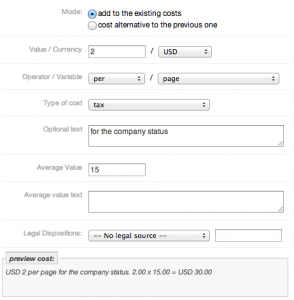 Mode: add to the existing costs
cost alternative to the previous one
Value / Currency 2 / USD
Operator / Variable per / page
Type of cost tax
Optional text for the company status
Average Value 15
Average value text
Legal Dispositions: -- No legal source --
preview cost:
USD 2 per page for the company status. 2.00 x 15.00 = USD 30.00